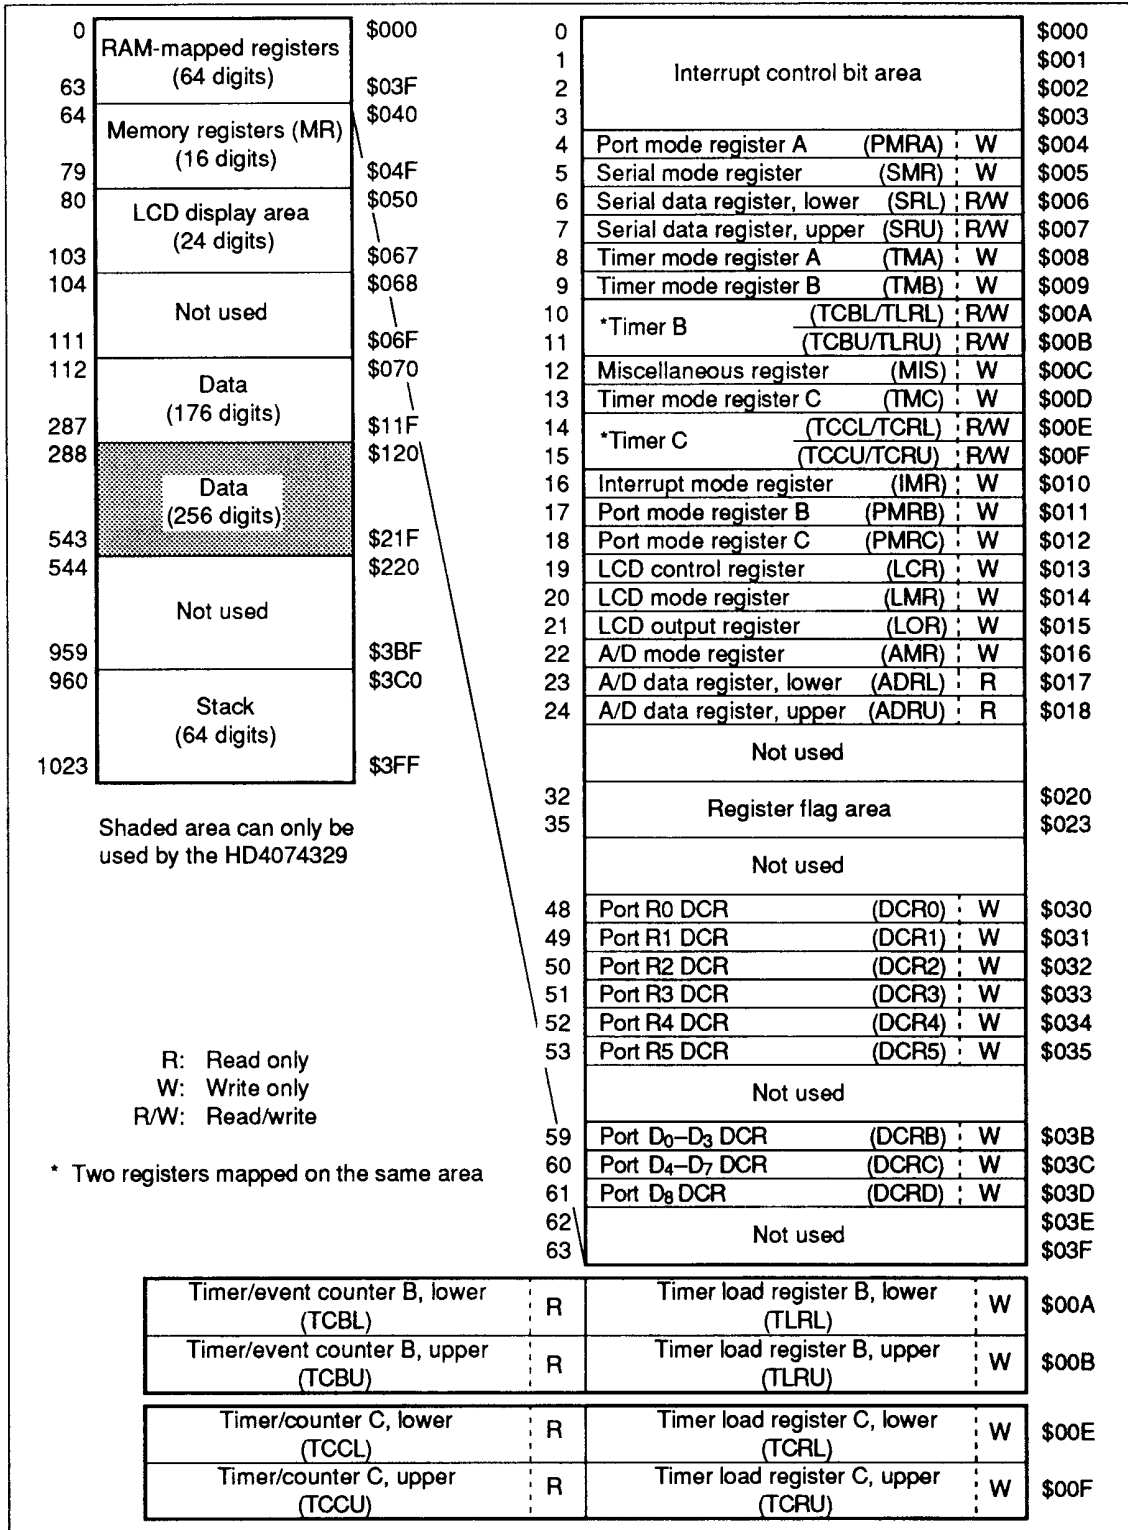 0 RAM-mapped registers $000
(64 digits)
63 $03F
64 Memory registers (MR) $040
(16 digits)
79 $04F
80 LCD display area $050
(24 digits)
103 $067
104 $068
Not used
111 $06F
112 $070
Data
(176 digits)
287 $11F
288 $120
Data
(256 digits)
543 $21F
544 $220
Not used
959 $3BF
960 $3C0
Stack
(64 digits)
1023 $3FF
Shaded area can only be
used by the HD4074329
R: Read only
W: Write only
R/W: Read/write
* Two registers mapped on the same area
0 $000
1 Interrupt control bit area $001
2 $002
3 $003
4 Port mode register A (PMRA) W $004
5 Serial mode register (SMR) W $005
6 Serial data register, lower (SRL) R/W $006
7 Serial data register, upper (SRU) R/W $007
8 Timer mode register A (TMA) W $008
9 Timer mode register B (TMB) W $009
10 *Timer B (TCBL/TLRL) R/W $00A
11 (TCBU/TLRU) R/W $00B
12 Miscellaneous register (MIS) W $00C
13 Timer mode register C (TMC) W $00D
14 *Timer C (TCCL/TCRL) R/W $00E
15 (TCCU/TCRU) R/W $00F
16 Interrupt mode register (IMR) W $010
17 Port mode register B (PMRB) W $011
18 Port mode register C (PMRC) W $012
19 LCD control register (LCR) W $013
20 LCD mode register (LMR) W $014
21 LCD output register (LOR) W $015
22 A/D mode register (AMR) W $016
23 A/D data register, lower (ADRL) R $017
24 A/D data register, upper (ADRU) R $018
Not used
32 Register flag area $020
35 $023
Not used
48 Port R0 DCR (DCR0) W $030
49 Port R1 DCR (DCR1) W $031
50 Port R2 DCR (DCR2) W $032
51 Port R3 DCR (DCR3) W $033
52 Port R4 DCR (DCR4) W $034
53 Port R5 DCR (DCR5) W $035
Not used
59 Port D0–D3 DCR (DCRB) W $03B
60 Port D4–D7 DCR (DCRC) W $03C
61 Port D8 DCR (DCRD) W $03D
62 Not used $03E
63 $03F
Timer/event counter B, lower R Timer load register B, lower W $00A
(TCBL) (TLRL)
Timer/event counter B, upper R Timer load register B, upper W $00B
(TCBU) (TLRU)
Timer/counter C, lower R Timer load register C, lower W $00E
(TCCL) (TCRL)
Timer/counter C, upper R Timer load register C, upper W $00F
(TCCU) (TCRU)